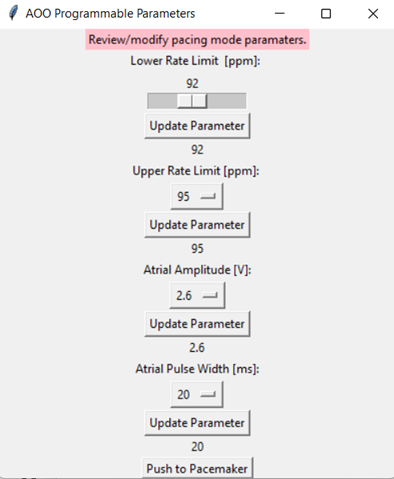 AOO Programmable Parameters
Review/modify pacing mode paramaters.
Lower Rate Limit [ppm]:
92
Update Parameter
92
Upper Rate Limit [ppm]:
95
Update Parameter
95
Atrial Amplitude [V]:
2.6
Update Parameter
2.6
Atrial Pulse Width [ms]:
20
Update Parameter
20
Push to Pacemaker